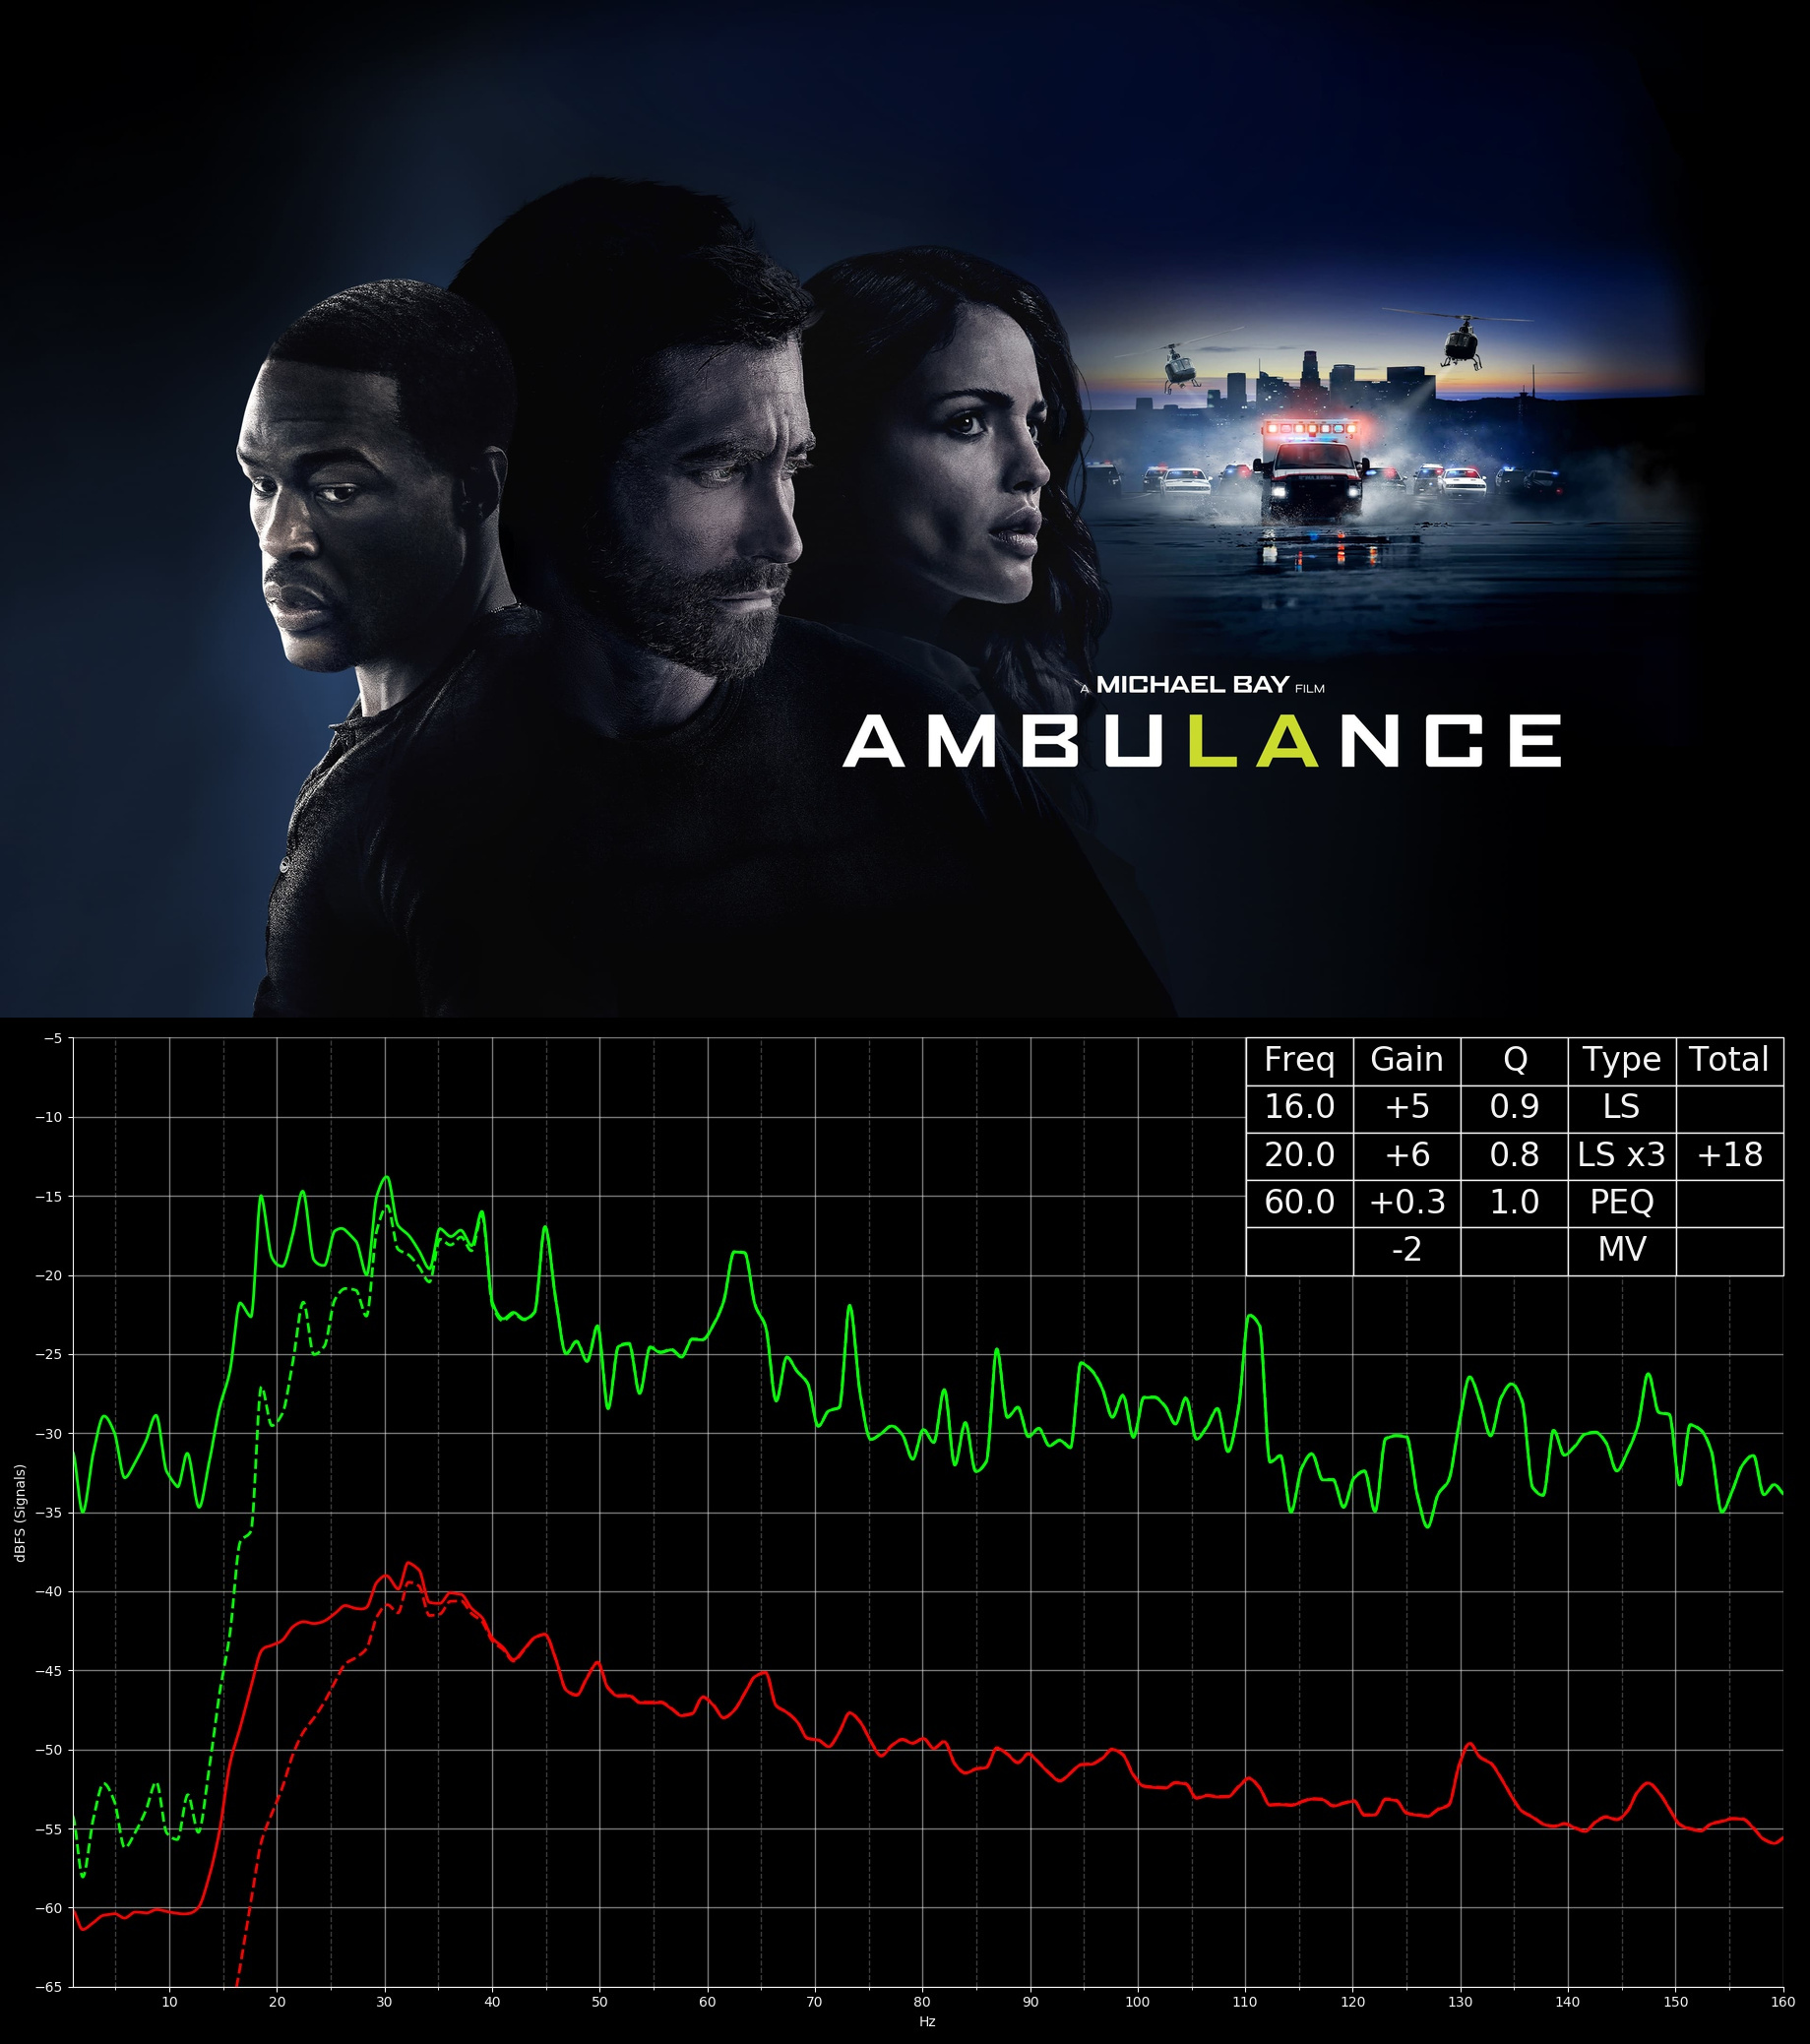 A MICHAEL BAY FILM
AMBULANCE
Freq Gain Q Type Total
16.0 +5 0.9 LS
20.0 +6 0.8 LS x3 +18
60.0 +0.3 1.0 PEQ
-2 MV
−5
−10
−15
−20
−25
−30
−35
−40
−45
−50
−55
−60
−65
dBFS (Signals)
10 20 30 40 50 60 70 80 90 100 110 120 130 140 150 160
Hz